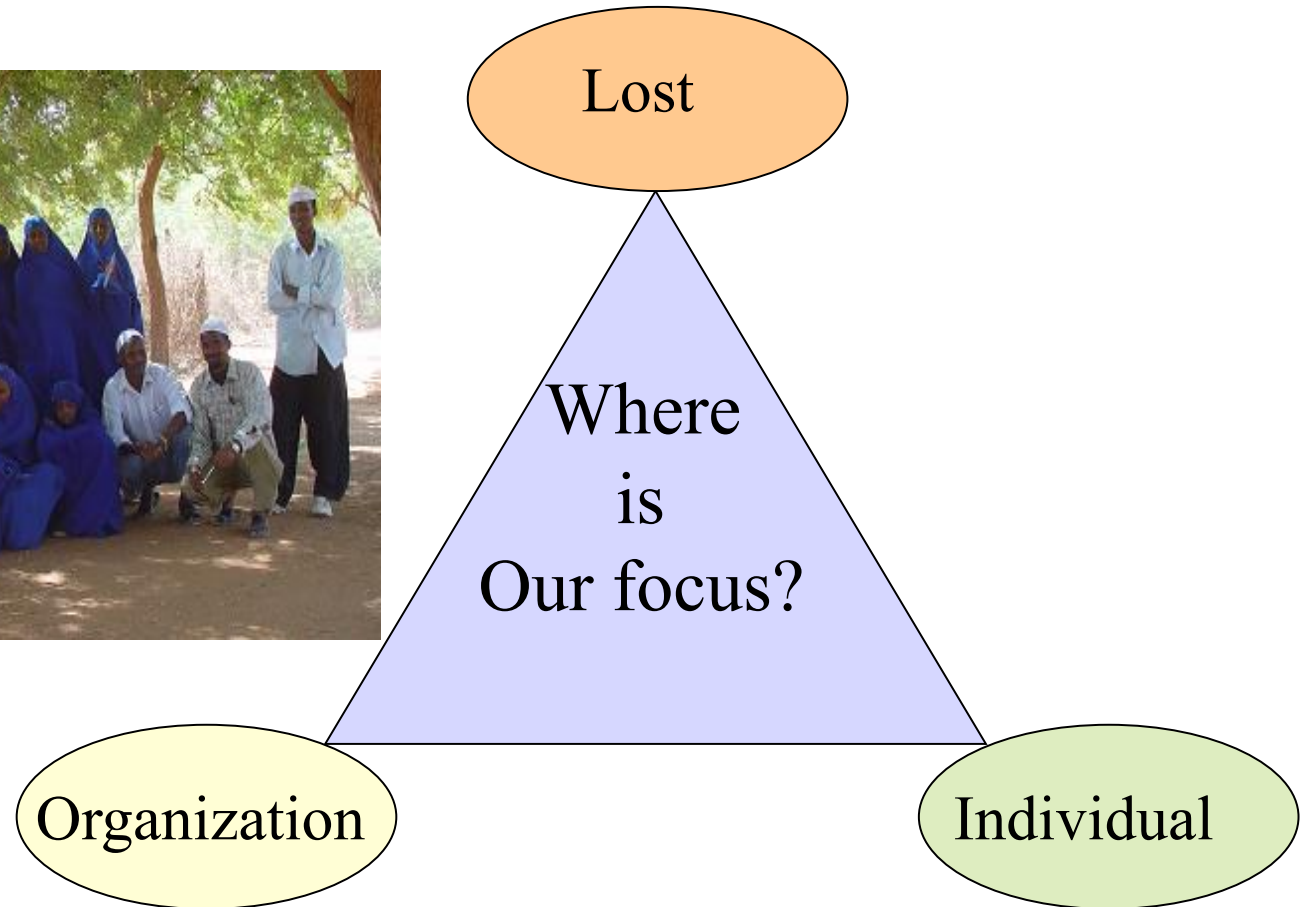 Lost
Where
is
Our focus?
Organization
Individual